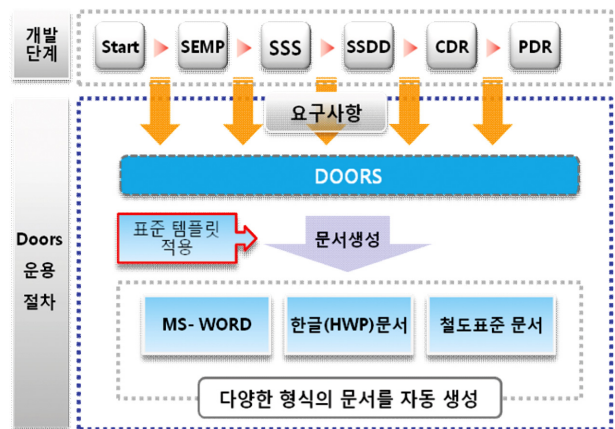 개발
단계
Start
SEMP
SSS
SSDD
CDR
PDR
요구사항
DOORS
Doors
운용
절차
표준 템플릿
적용
문서생성
MS- WORD
한글(HWP)문서
철도표준 문서
다양한 형식의 문서를 자동 생성